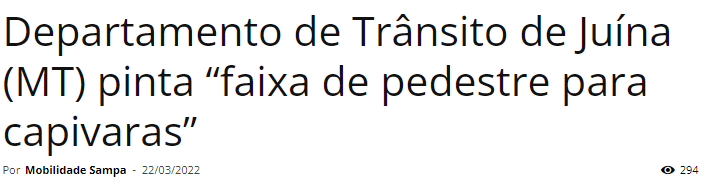 Departamento de Trânsito de Juína
(MT) pinta “faixa de pedestre para
capivaras”
Por Mobilidade Sampa - 22/03/2022 294